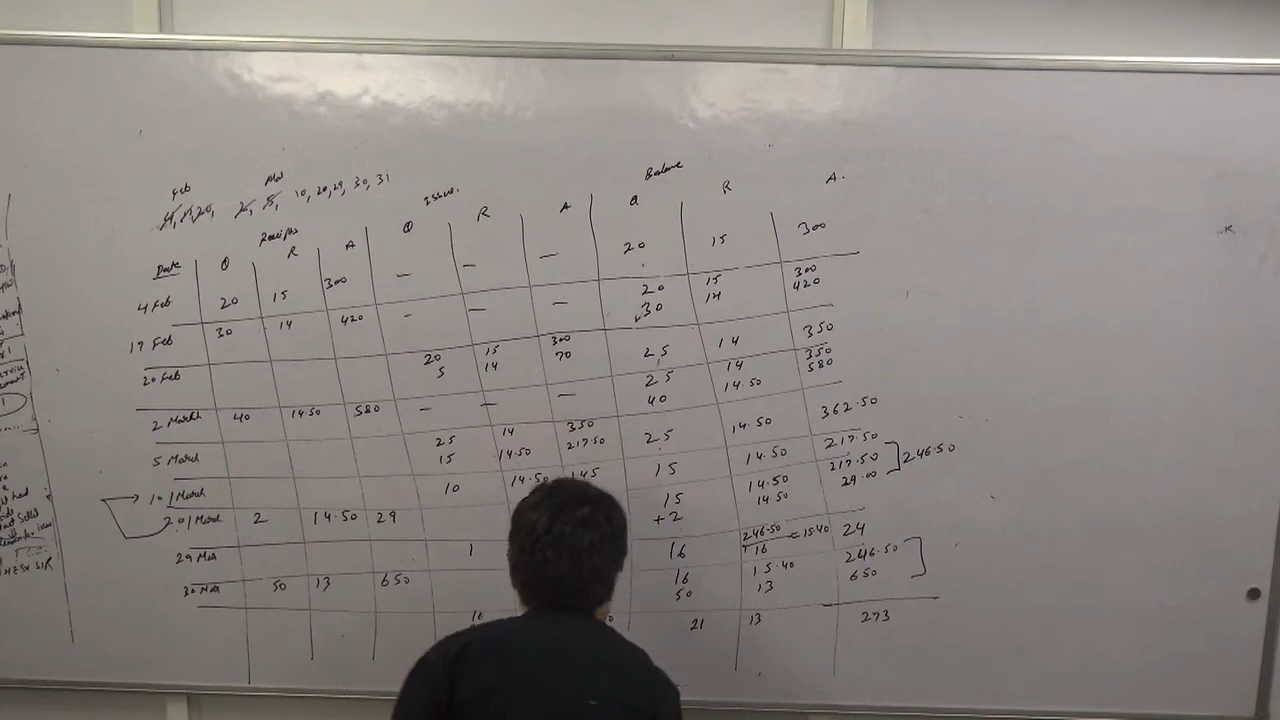 Feb
20,
10, 20, 29, 30, 31
Receipts
Issues.
Balance
Date Q R A Q R A Q R A.
4 Feb 20 15 300 — — — 20 15 300
17 Feb 30 14 420 - — — 20 15 300
30 14 420
20 Feb 20 15 300 25 14 350
5 14 70
2 March 40 14.50 580 — — — 25 14 350
40 14.50 580
5 March 25 14 350 25 14.50 362.50
15 14.50 217.50
10/March 10 14.50 145 15 14.50 217.50
20/March 2 14.50 29 15 14.50 217.50
+2 14.50 29.00
246.50
29 Mar 1 16 246.50 = 15.40 24
16
30 Mar 50 13 650 16 15.40 246.50
50 13 650
16 21 13 273